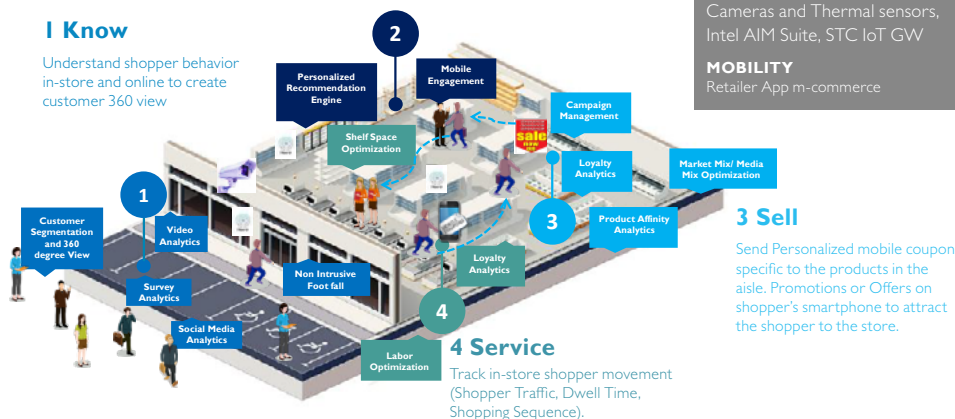 Cameras and Thermal sensors,
Intel AIM Suite, STC IoT GW
MOBILITY
Retailer App m-commerce
1 Know
Understand shopper behavior
in-store and online to create
customer 360 view
2
Personalized
Recommendation
Engine
Mobile
Engagement
Campaign
Management
Shelf Space
Optimization
sale
Loyalty
Analytics
Market Mix/ Media
Mix Optimization
1
Customer
Segmentation
and 360
degree View
Video
Analytics
3
Product Affinity
Analytics
3 Sell
Send Personalized mobile coupon
specific to the products in the
aisle. Promotions or Offers on
shopper's smartphone to attract
the shopper to the store.
Survey
Analytics
Non Intrusive
Foot fall
Loyalty
Analytics
4
Social Media
Analytics
Labor
Optimization
4 Service
Track in-store shopper movement
(Shopper Traffic, Dwell Time,
Shopping Sequence).